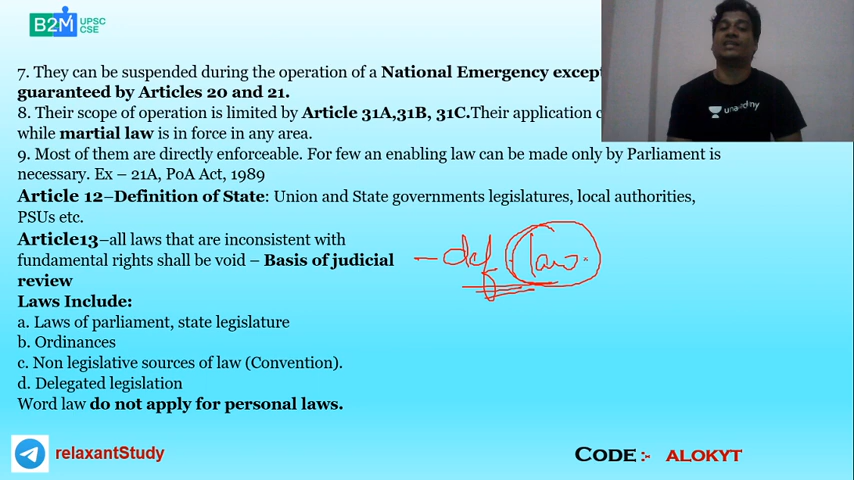 B2M UPSC
CSE
7. They can be suspended during the operation of a National Emergency except
guaranteed by Articles 20 and 21.
8. Their scope of operation is limited by Article 31A,31B, 31C.Their application
while martial law is in force in any area.
unacademy
9. Most of them are directly enforceable. For few an enabling law can be made only by Parliament is
necessary. Ex – 21A, PoA Act, 1989
Article 12–Definition of State: Union and State governments legislatures, local authorities,
PSUs etc.
Article13–all laws that are inconsistent with
fundamental rights shall be void – Basis of judicial
review
– def law
Laws Include:
a. Laws of parliament, state legislature
b. Ordinances
c. Non legislative sources of law (Convention).
d. Delegated legislation
Word law do not apply for personal laws.
relaxantStudy
CODE :- ALOKYT